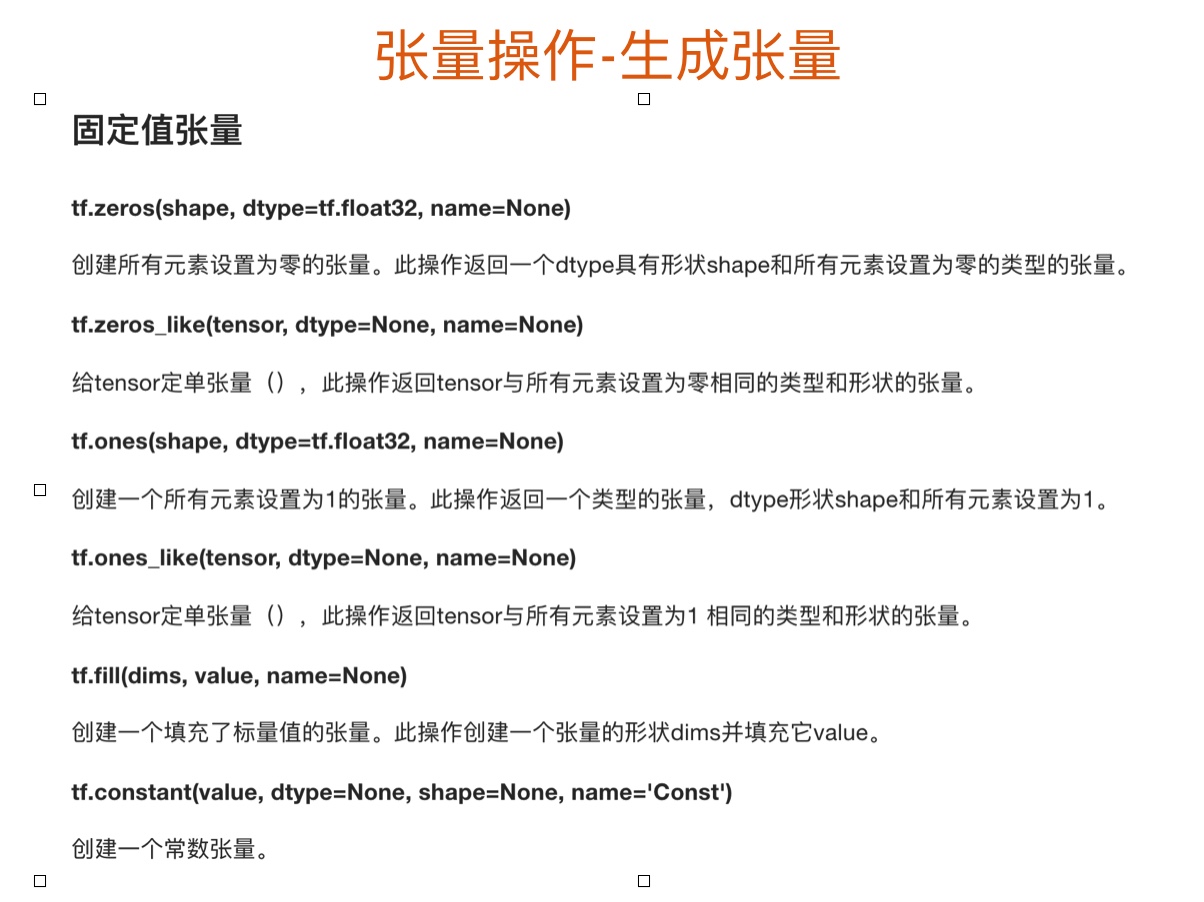 张量操作-生成张量
固定值张量
tf.zeros(shape, dtype=tf.float32, name=None)
创建所有元素设置为零的张量。此操作返回一个dtype具有形状shape和所有元素设置为零的类型的张量。
tf.zeros_like(tensor, dtype=None, name=None)
给tensor定单张量（），此操作返回tensor与所有元素设置为零相同的类型和形状的张量。
tf.ones(shape, dtype=tf.float32, name=None)
创建一个所有元素设置为1的张量。此操作返回一个类型的张量，dtype形状shape和所有元素设置为1。
tf.ones_like(tensor, dtype=None, name=None)
给tensor定单张量（），此操作返回tensor与所有元素设置为1 相同的类型和形状的张量。
tf.fill(dims, value, name=None)
创建一个填充了标量值的张量。此操作创建一个张量的形状dims并填充它value。
tf.constant(value, dtype=None, shape=None, name='Const')
创建一个常数张量。